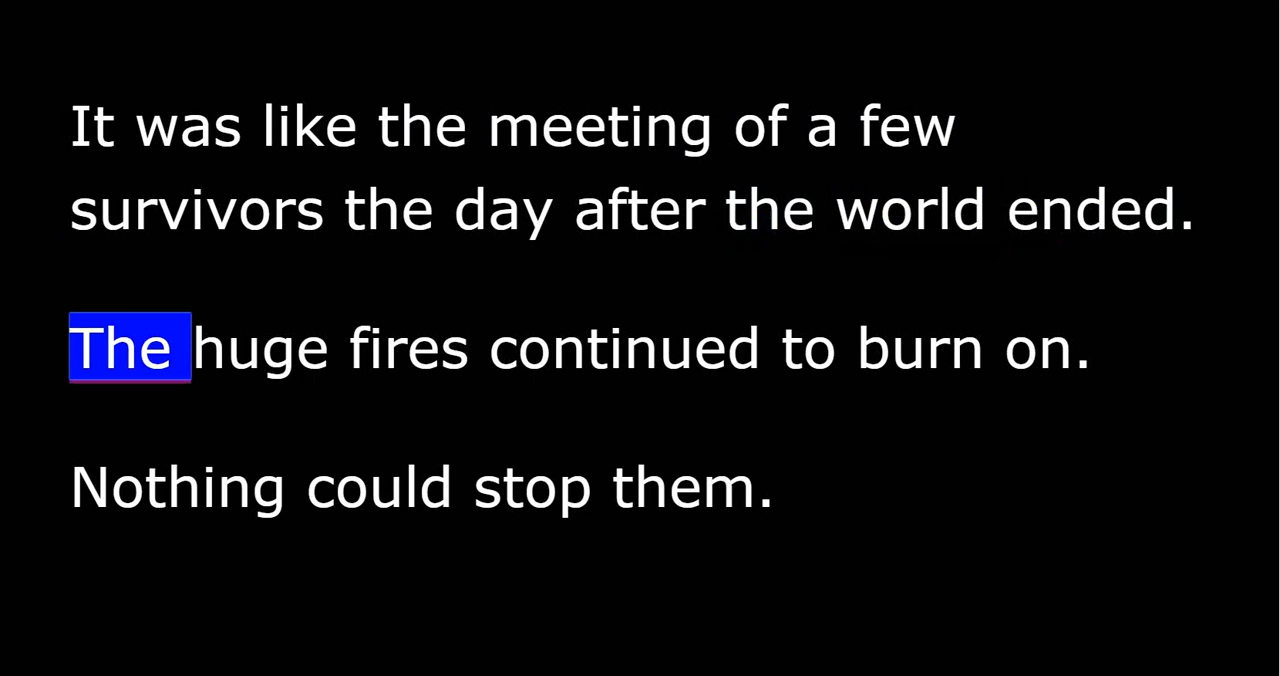 It was like the meeting of a few
survivors the day after the world ended.
The huge fires continued to burn on.
Nothing could stop them.